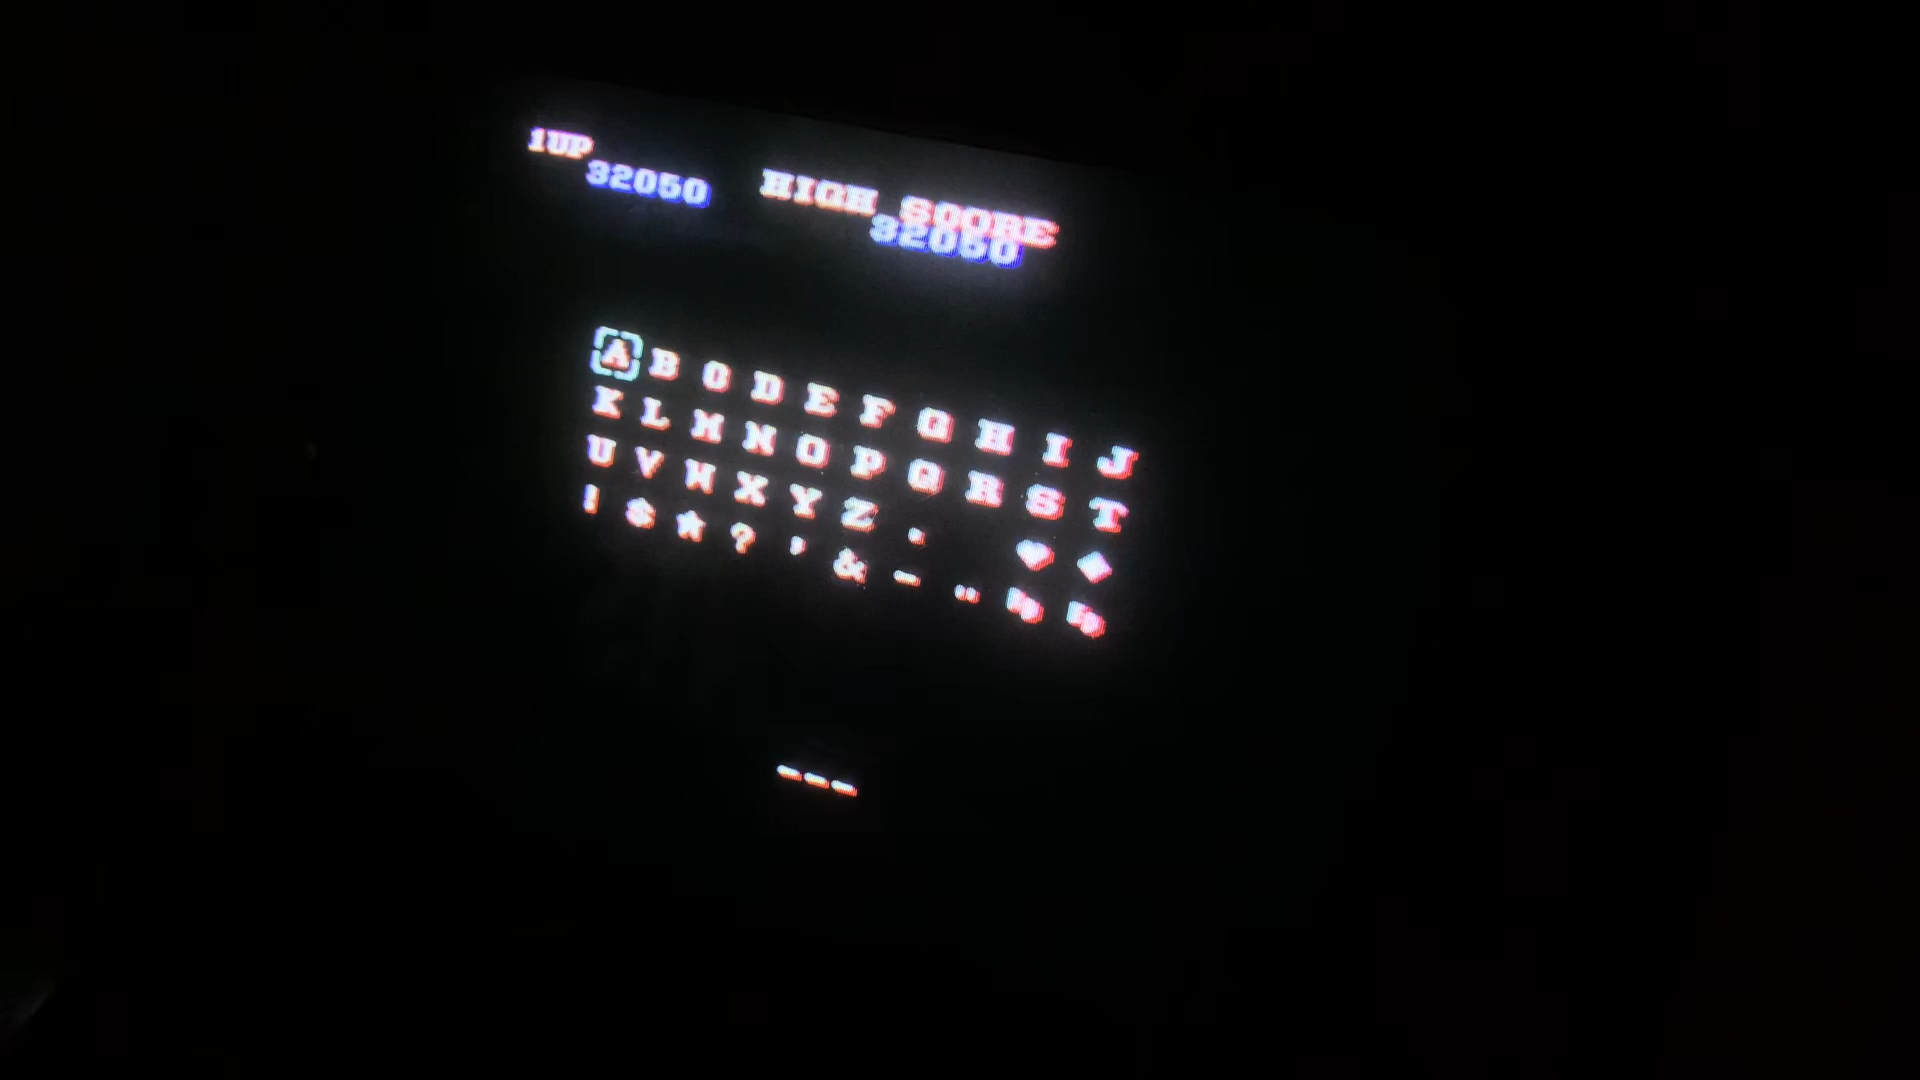 1UP
32050
HIGH SCORE
32050
A B C D E F G H I J
K L M N O P Q R S T
U V W X Y Z . ♥ ◆
! $ ★ ? ' & - ..
---